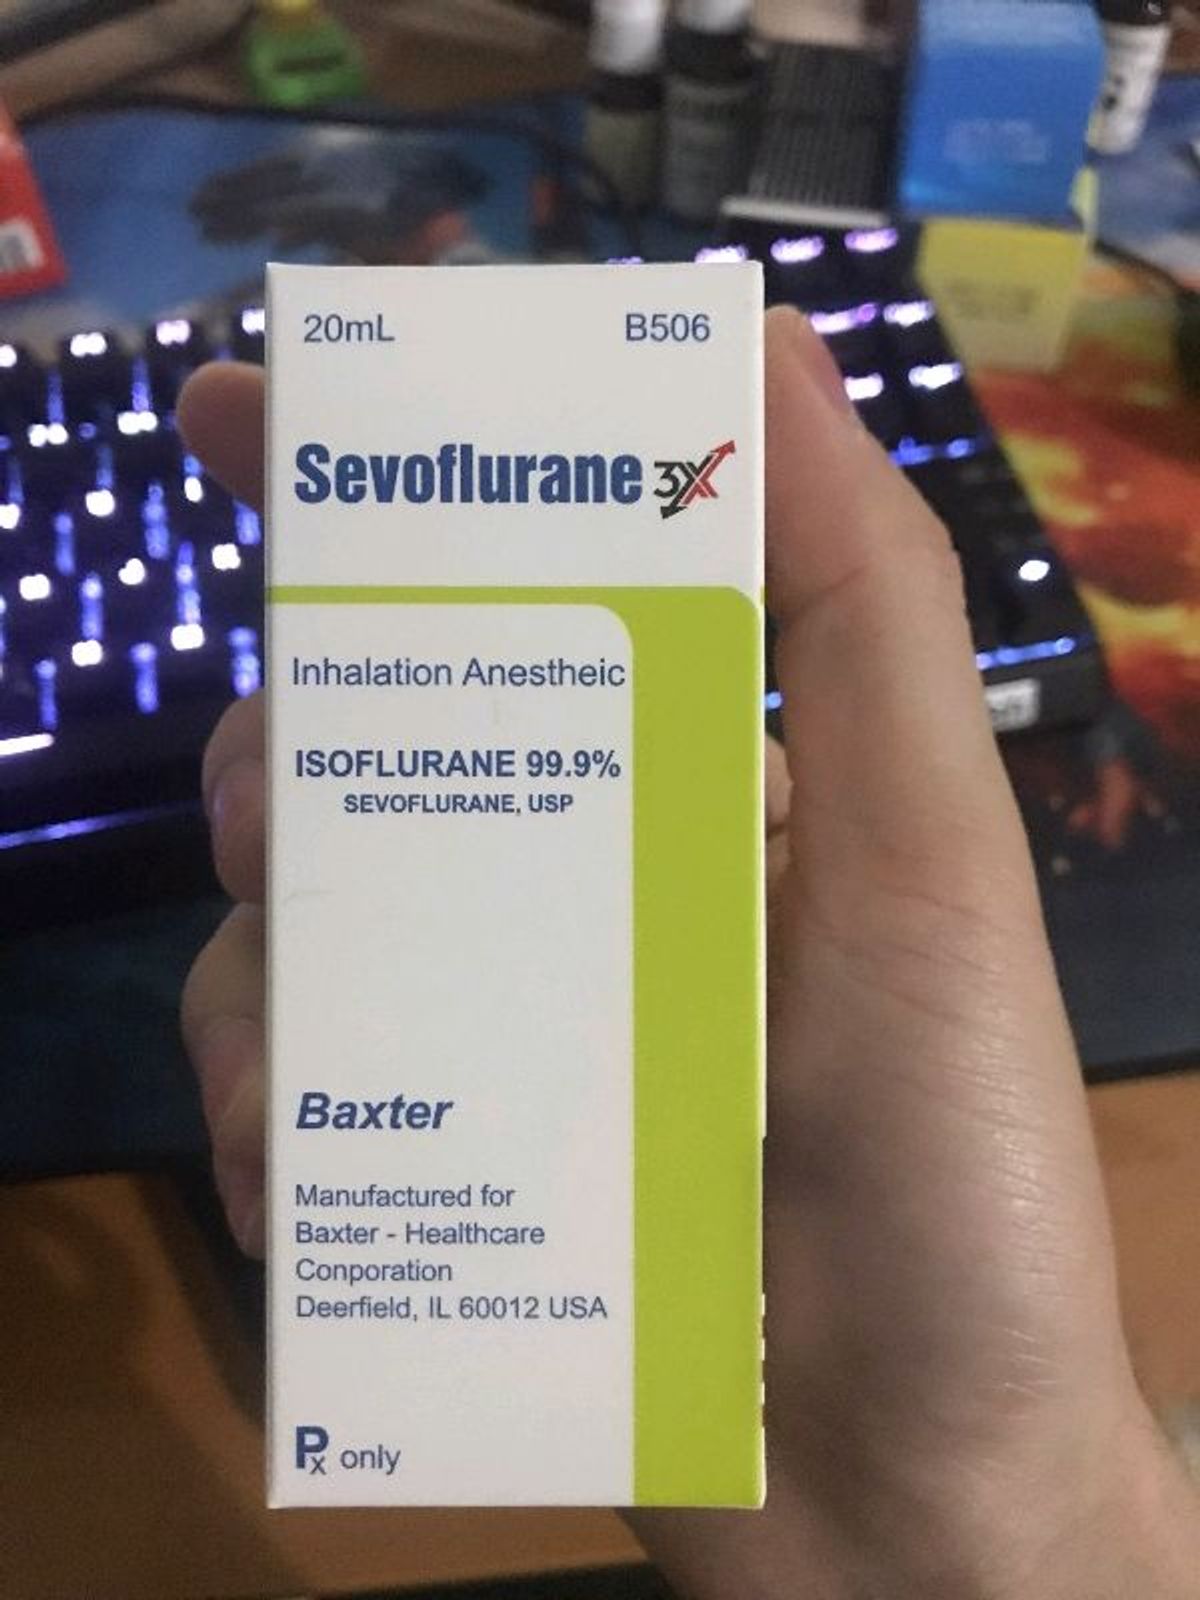 20mL B506
Sevoflurane 3X
Inhalation Anestheic
ISOFLURANE 99.9%
SEVOFLURANE, USP
Baxter
Manufactured for
Baxter - Healthcare
Conporation
Deerfield, IL 60012 USA
Px only